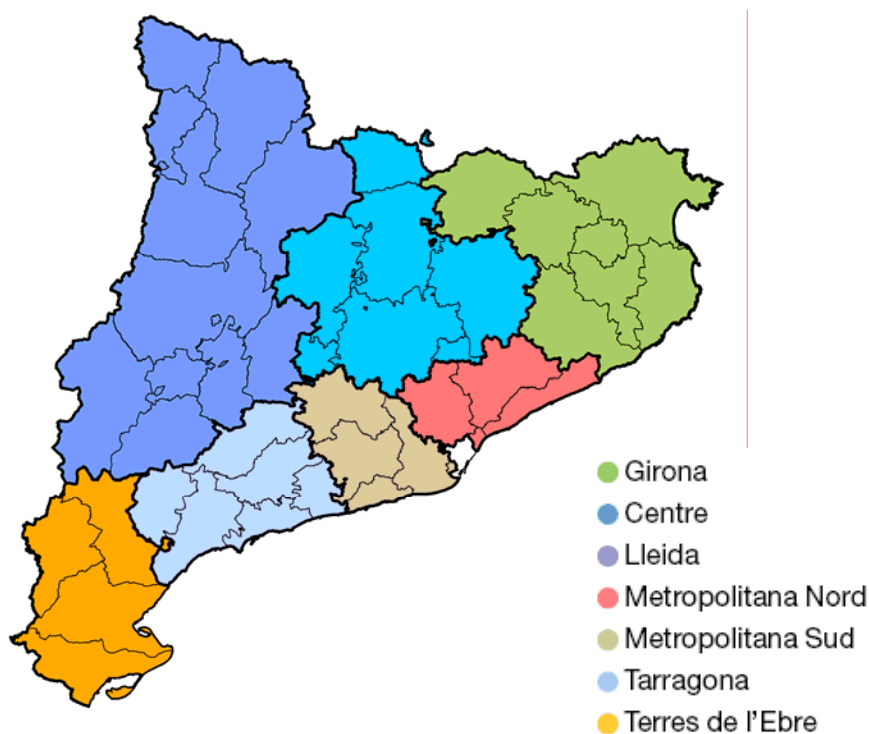 Girona
Centre
Lleida
Metropolitana Nord
Metropolitana Sud
Tarragona
Terres de l'Ebre